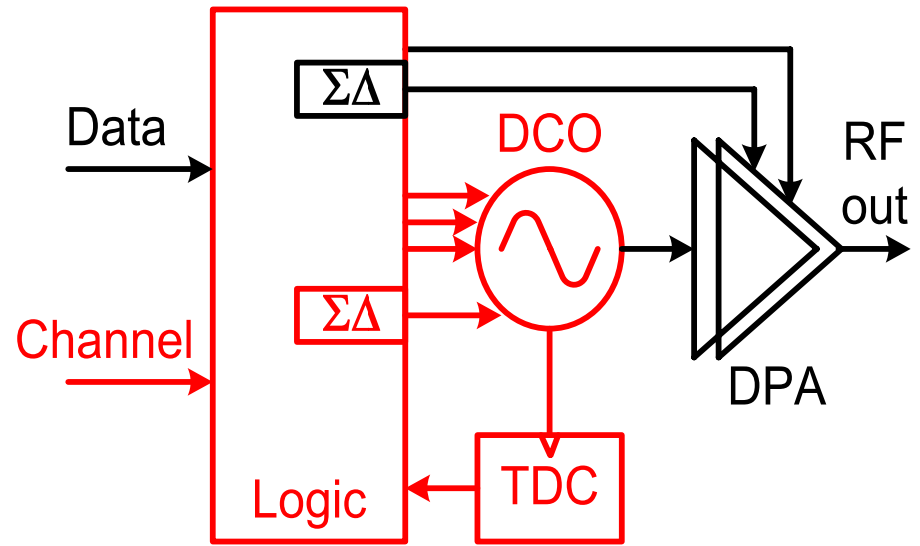 ΣΔ
Data
DCO
RF
out
ΣΔ
Channel
DPA
TDC
Logic